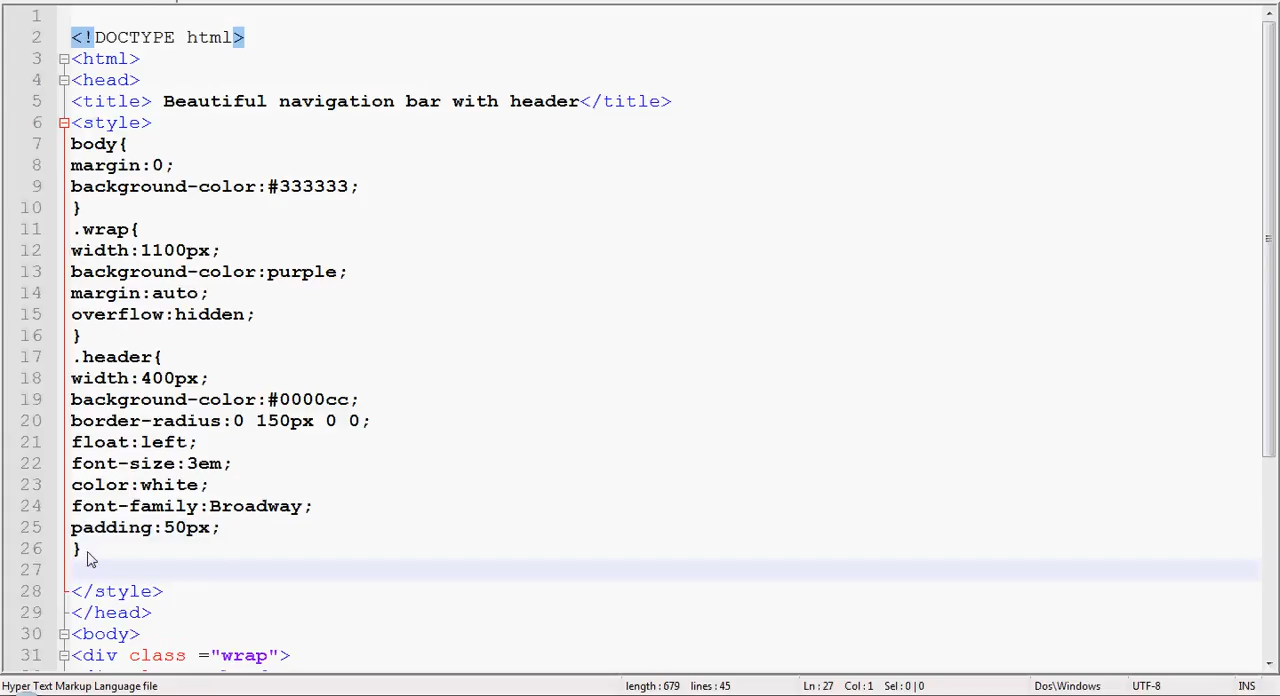 1
2 <!DOCTYPE html>
3 <html>
4 <head>
5 <title> Beautiful navigation bar with header</title>
6 <style>
7 body{
8 margin:0;
9 background-color:#333333;
10 }
11 .wrap{
12 width:1100px;
13 background-color:purple;
14 margin:auto;
15 overflow:hidden;
16 }
17 .header{
18 width:400px;
19 background-color:#0000cc;
20 border-radius:0 150px 0 0;
21 float:left;
22 font-size:3em;
23 color:white;
24 font-family:Broadway;
25 padding:50px;
26 }
27
28 </style>
29 </head>
30 <body>
31 <div class ="wrap">
Hyper Text Markup Language file length : 679 lines : 45 Ln : 27 Col : 1 Sel : 0 | 0 Dos\Windows UTF-8 INS